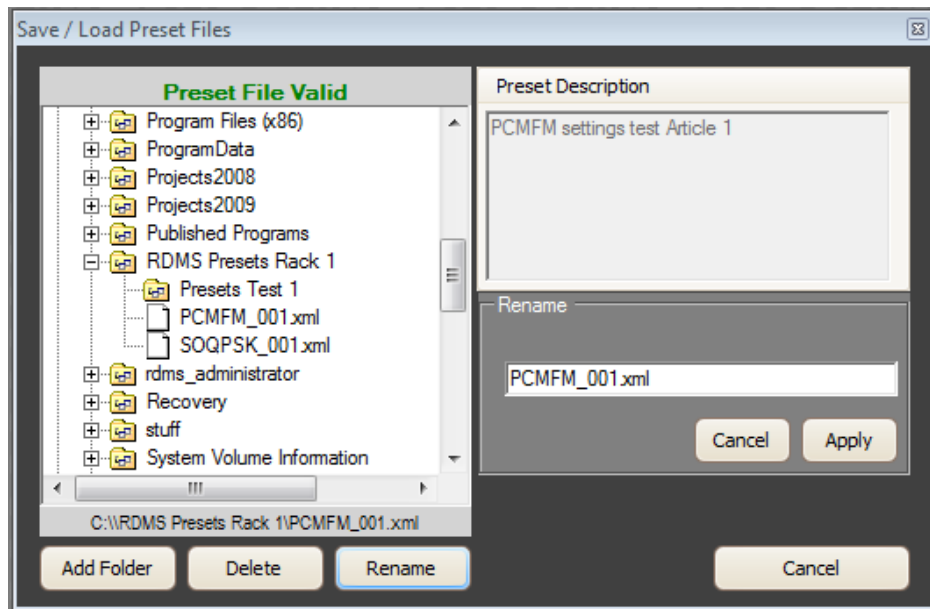 Save / Load Preset Files
Preset File Valid
Program Files (x86)
ProgramData
Projects2008
Projects2009
Published Programs
RDMS Presets Rack 1
Presets Test 1
PCMFM_001.xml
SOQPSK_001.xml
rdms_administrator
Recovery
stuff
System Volume Information
C:\\RDMS Presets Rack 1\PCMFM_001.xml
Add Folder
Delete
Rename
Preset Description
PCMFM settings test Article 1
Rename
PCMFM_001.xml
Cancel
Apply
Cancel